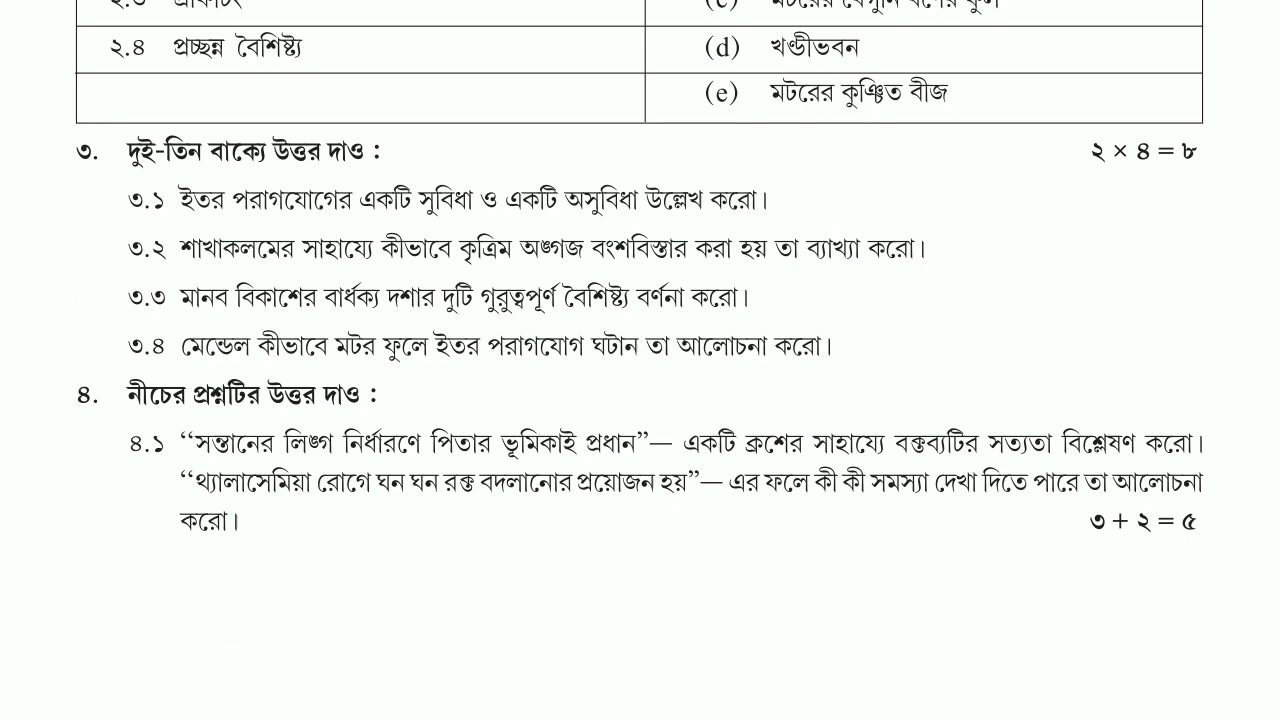 ২.৪ প্রচ্ছন্ন বৈশিষ্ট্য (d) খণ্ডীভবন
(e) মটরের কুঞ্চিত বীজ
৩. দুই-তিন বাক্যে উত্তর দাও : ২ × ৪ = ৮
৩.১ ইতর পরাগযোগের একটি সুবিধা ও একটি অসুবিধা উল্লেখ করো।
৩.২ শাখাকলমের সাহায্যে কীভাবে কৃত্রিম অঙ্গজ বংশবিস্তার করা হয় তা ব্যাখ্যা করো।
৩.৩ মানব বিকাশের বার্ধক্য দশার দুটি গুরুত্বপূর্ণ বৈশিষ্ট্য বর্ণনা করো।
৩.৪ মেন্ডেল কীভাবে মটর ফুলে ইতর পরাগযোগ ঘটান তা আলোচনা করো।
৪. নীচের প্রশ্নটির উত্তর দাও :
৪.১ “সন্তানের লিঙ্গ নির্ধারণে পিতার ভূমিকাই প্রধান”— একটি ক্রশের সাহায্যে বক্তব্যটির সত্যতা বিশ্লেষণ করো।
“থ্যালাসেমিয়া রোগে ঘন ঘন রক্ত বদলানোর প্রয়োজন হয়”— এর ফলে কী কী সমস্যা দেখা দিতে পারে তা আলোচনা
করো। ৩ + ২ = ৫